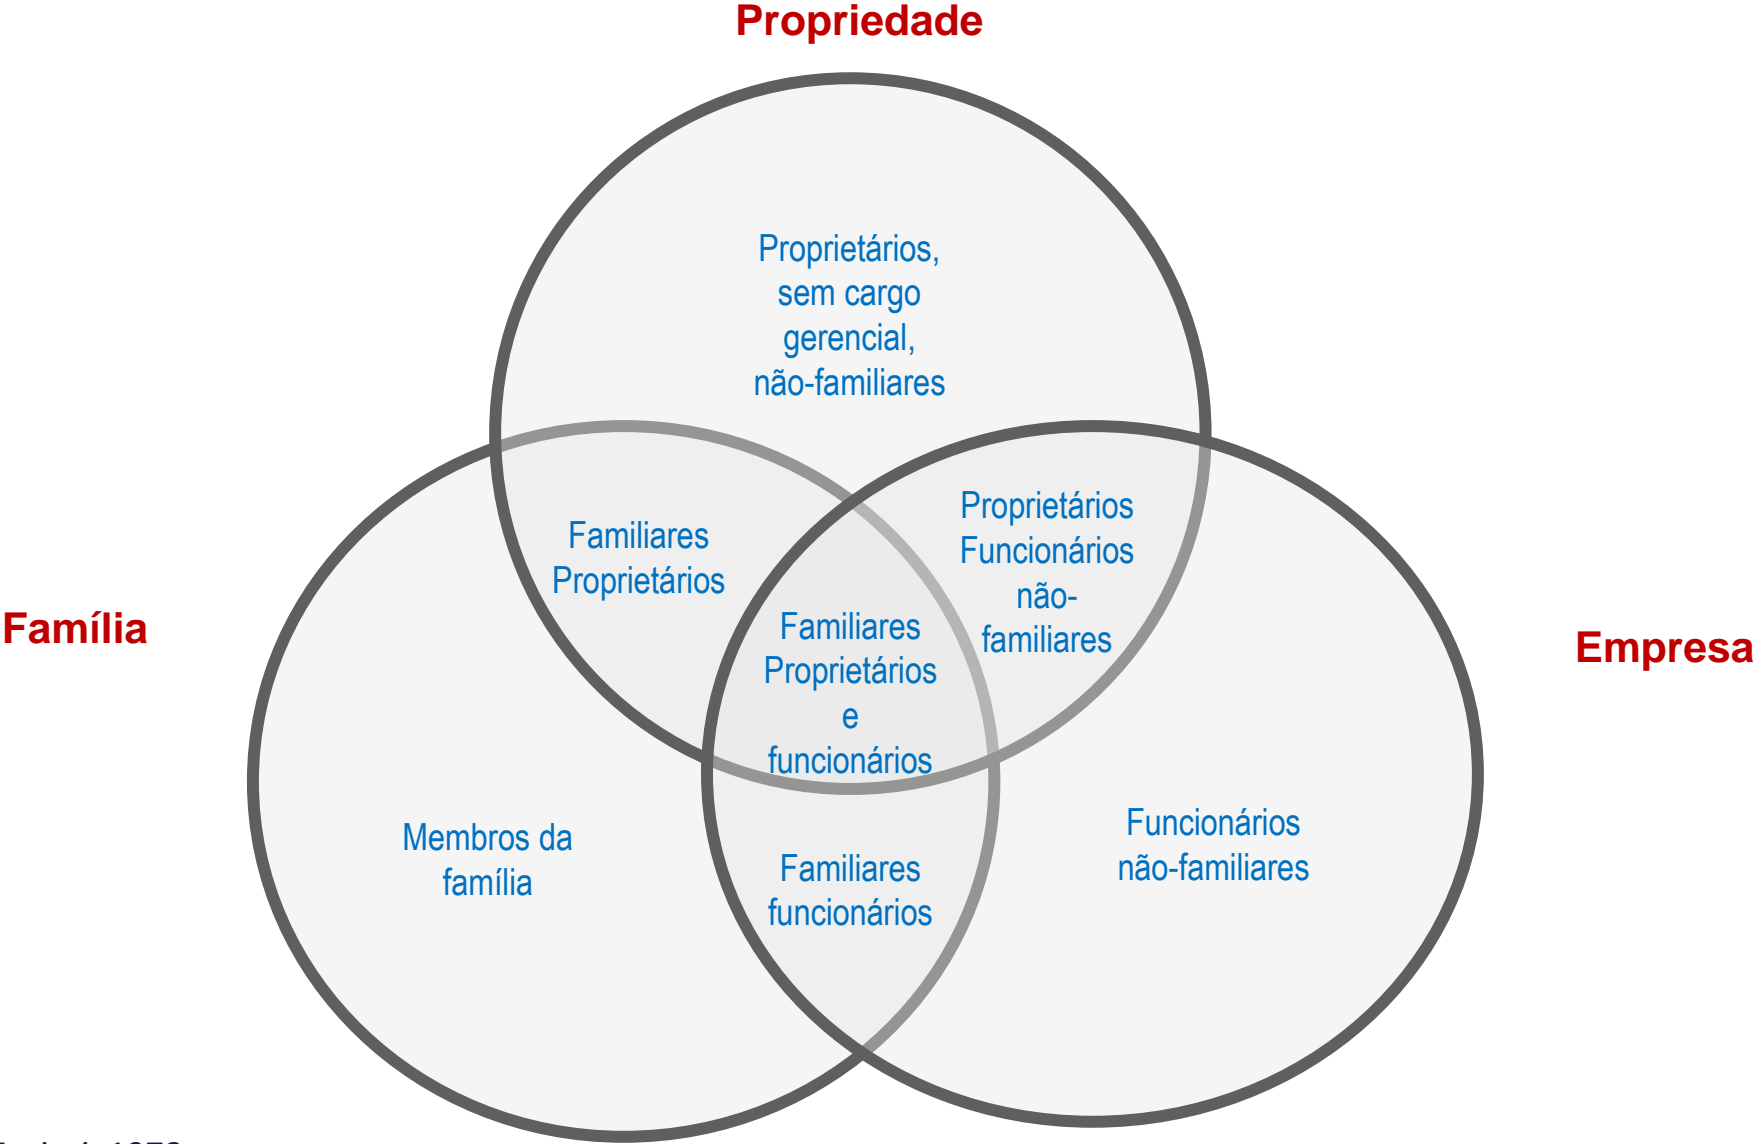 Propriedade
Proprietários,
sem cargo
gerencial,
não-familiares
Familiares
Proprietários
Proprietários
Funcionários
não-
familiares
Família
Empresa
Familiares
Proprietários
e
funcionários
Membros da
família
Funcionários
não-familiares
Familiares
funcionários